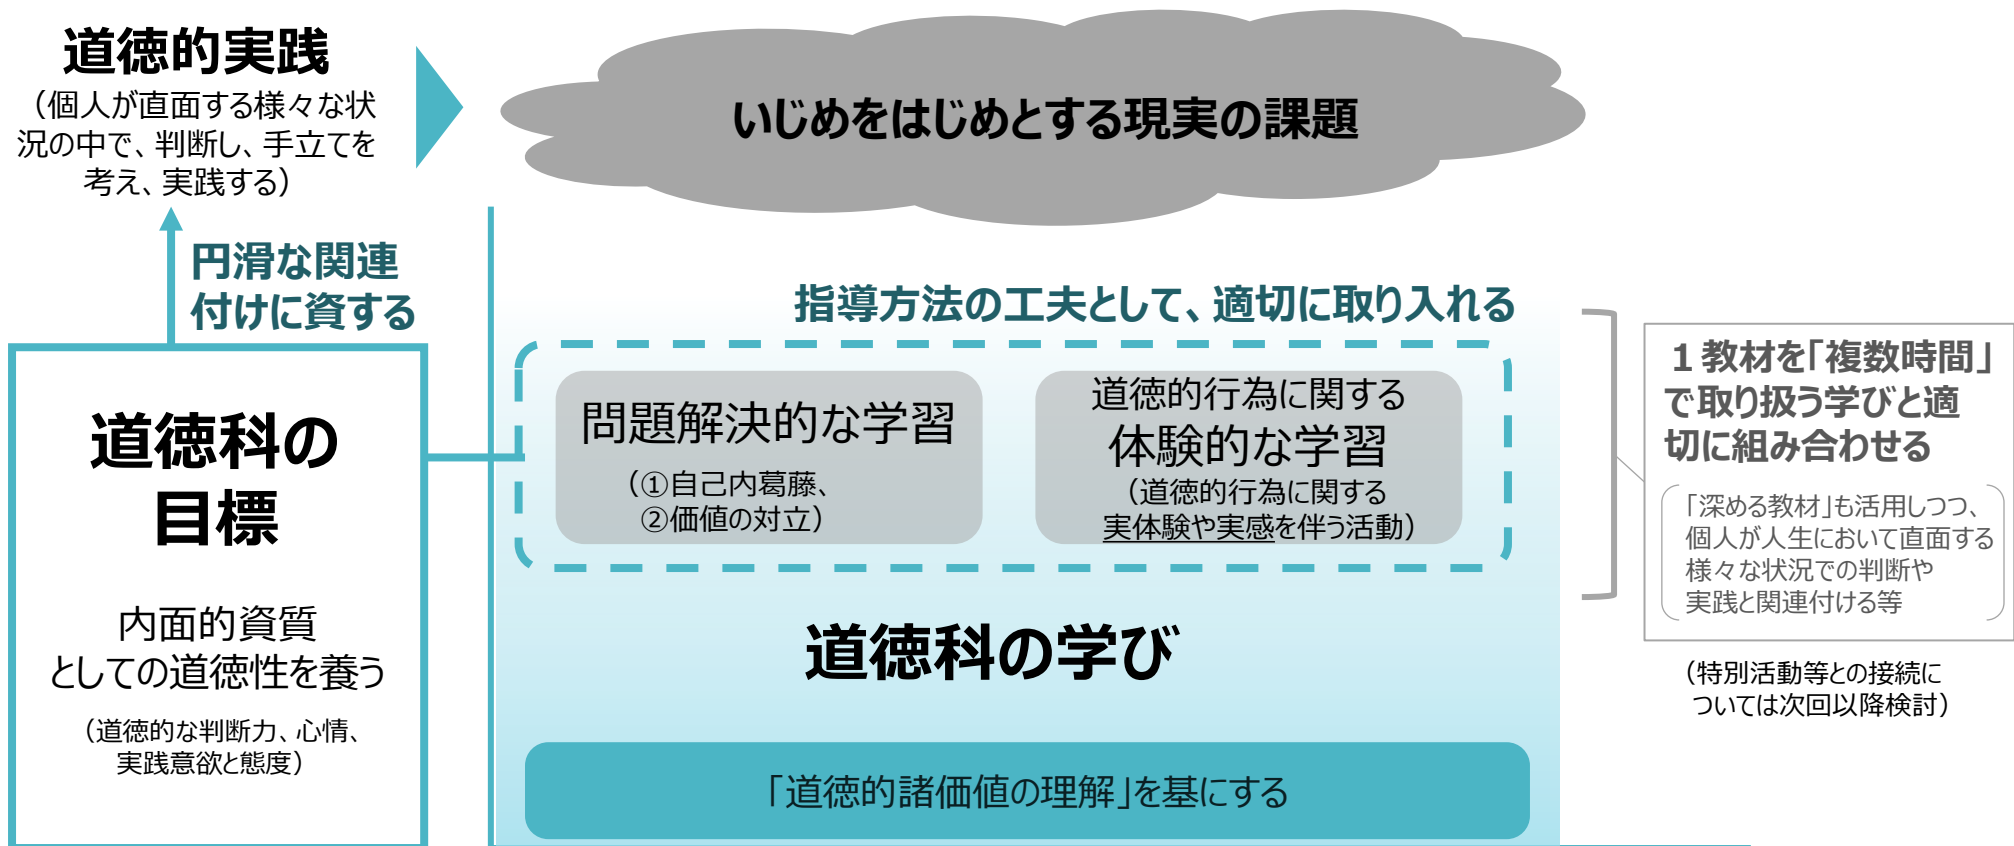 道徳的実践
（個人が直面する様々な状
況の中で、判断し、手立てを
考え、実践する）
いじめをはじめとする現実の課題
円滑な関連
付けに資する
道徳科の
目標
内面的資質
としての道徳性を養う
（道徳的な判断力、心情、
実践意欲と態度）
指導方法の工夫として、適切に取り入れる
問題解決的な学習
（①自己内葛藤、
②価値の対立）
道徳的行為に関する
体験的な学習
（道徳的行為に関する
実体験や実感を伴う活動）
道徳科の学び
「道徳的諸価値の理解」を基にする
１教材を「複数時間」
で取り扱う学びと適
切に組み合わせる
「深める教材」も活用しつつ、
個人が人生において直面する
様々な状況での判断や
実践と関連付ける等
（特別活動等との接続に
ついては次回以降検討）